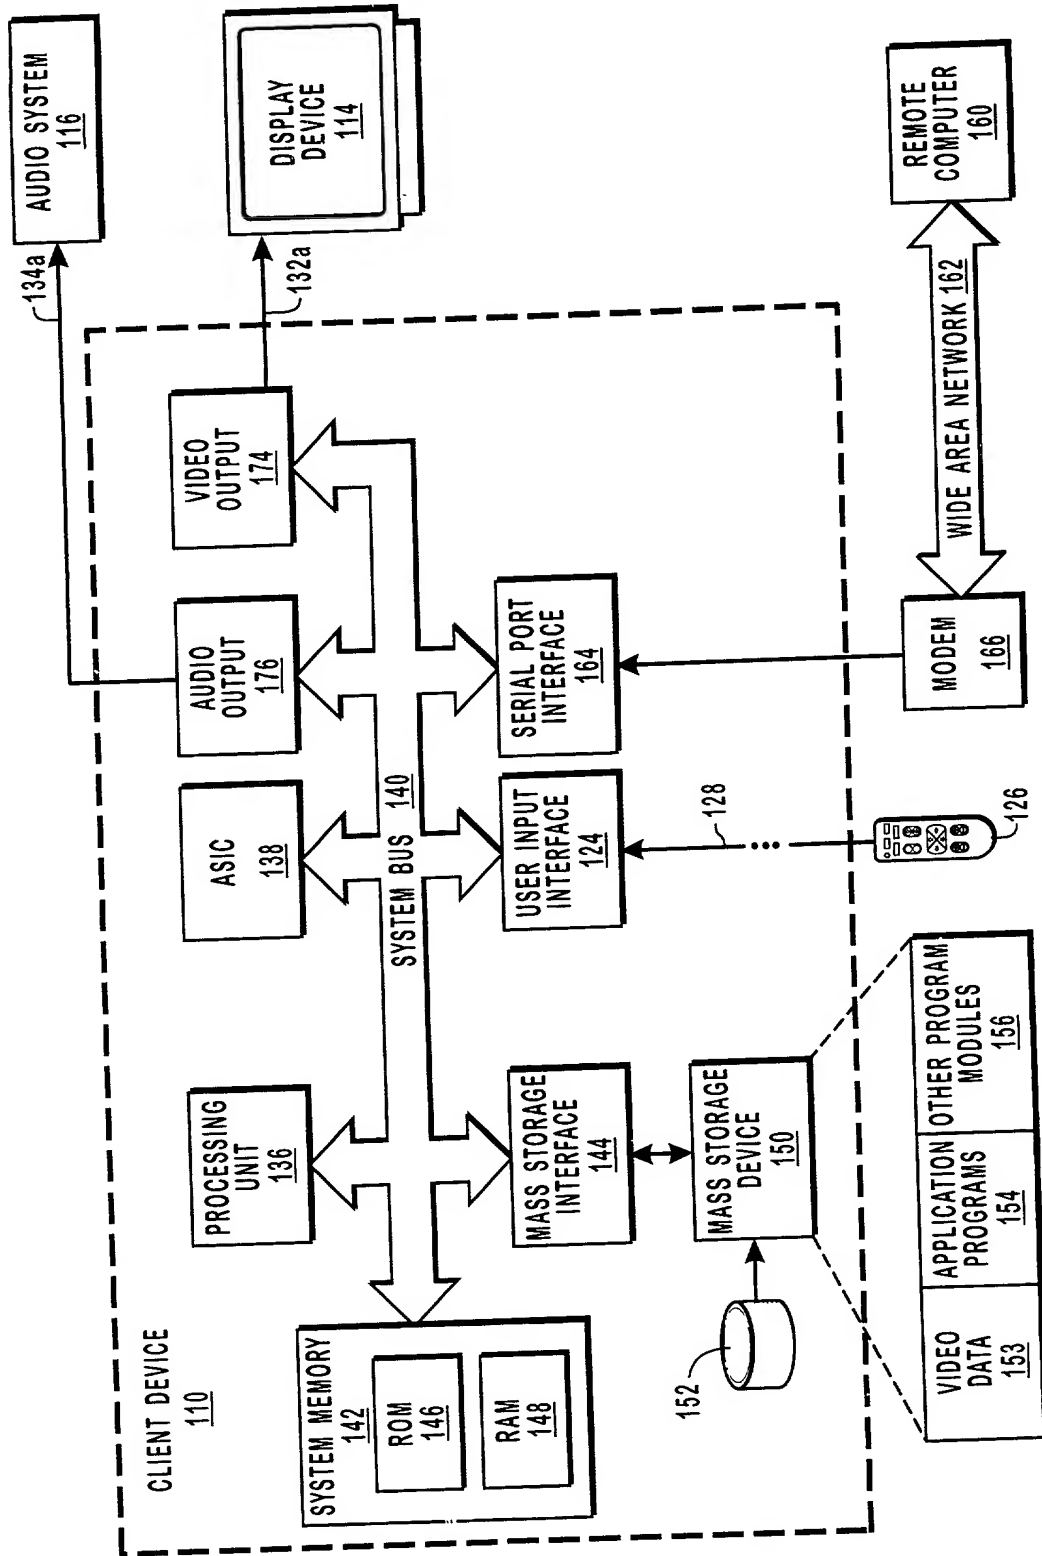 CLIENT DEVICE
110
SYSTEM MEMORY
142
ROM
146
RAM
148
PROCESSING
UNIT
136
ASIC
138
AUDIO
OUTPUT
176
VIDEO
OUTPUT
174
134a
AUDIO SYSTEM
116
132a
DISPLAY
DEVICE
114
SYSTEM BUS 140
MASS STORAGE
INTERFACE
144
USER INPUT
INTERFACE
124
SERIAL PORT
INTERFACE
164
152
MASS STORAGE
DEVICE
150
128
126
MODEM
166
WIDE AREA NETWORK 162
REMOTE
COMPUTER
160
VIDEO
DATA
153
APPLICATION
PROGRAMS
154
OTHER PROGRAM
MODULES
156